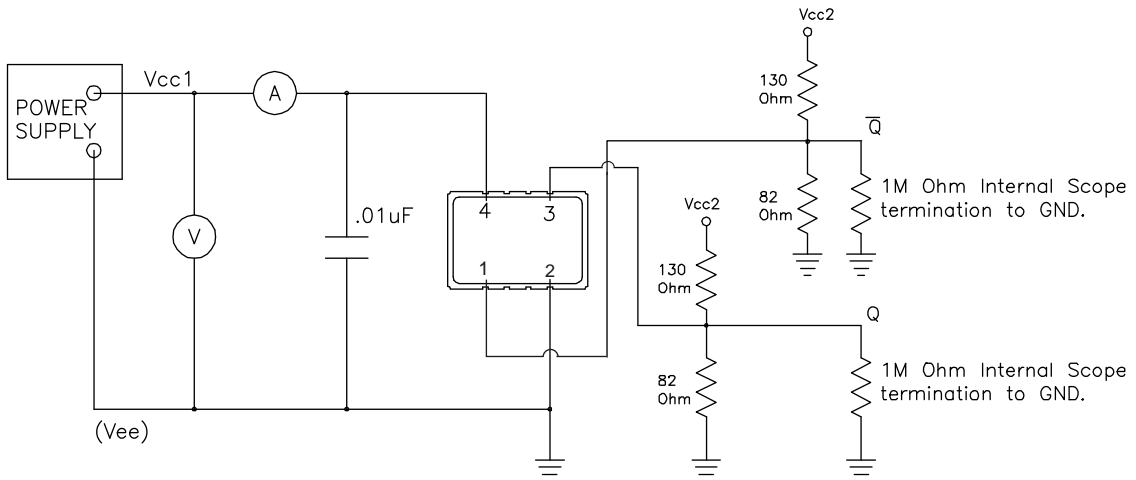 Vcc2
Vcc1
A
POWER
SUPPLY
130
Ohm
Q̅
82
Ohm
1M Ohm Internal Scope
termination to GND.
4
3
Vcc2
.01uF
V
1
2
130
Ohm
Q
82
Ohm
1M Ohm Internal Scope
termination to GND.
(Vee)